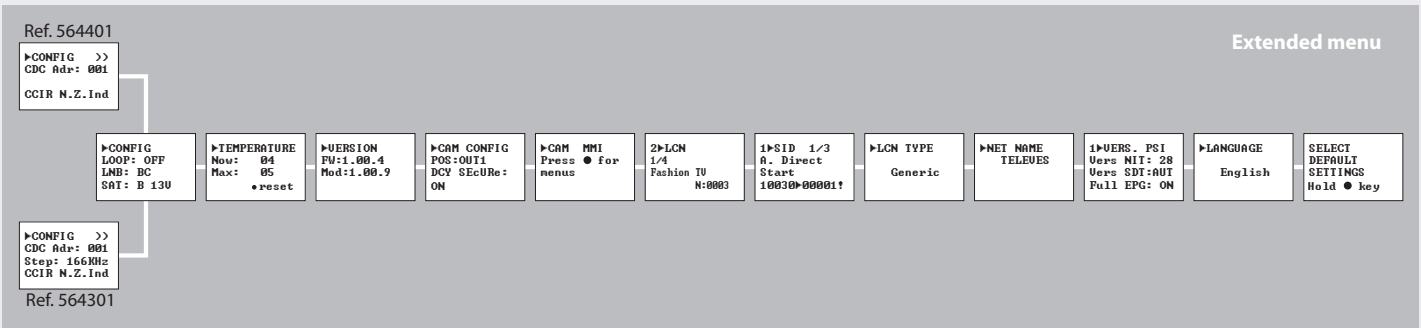 Ref. 564401
Extended menu
▶CONFIG >>
CDC Adr: 001
CCIR N.Z.Ind
▶CONFIG
LOOP: OFF
LNB: BC
SAT: B 13V
▶TEMPERATURE
Now: 04
Max: 05
●reset
▶VERSION
FW:1.00.4
Mod:1.00.9
▶CAM CONFIG
POS:OUT1
DCY SEcURe:
ON
▶CAM MMI
Press ● for
menus
2▶LCN
1/4
Fashion TV
N:0003
1▶SID 1/3
A. Direct
Start
10030▶00001!
▶LCN TYPE
Generic
▶NET NAME
TELEVES
1▶VERS. PSI
Vers NIT: 28
Vers SDT:AUT
Full EPG: ON
▶LANGUAGE
English
SELECT
DEFAULT
SETTINGS
Hold ● key
▶CONFIG >>
CDC Adr: 001
Step: 166KHz
CCIR N.Z.Ind
Ref. 564301